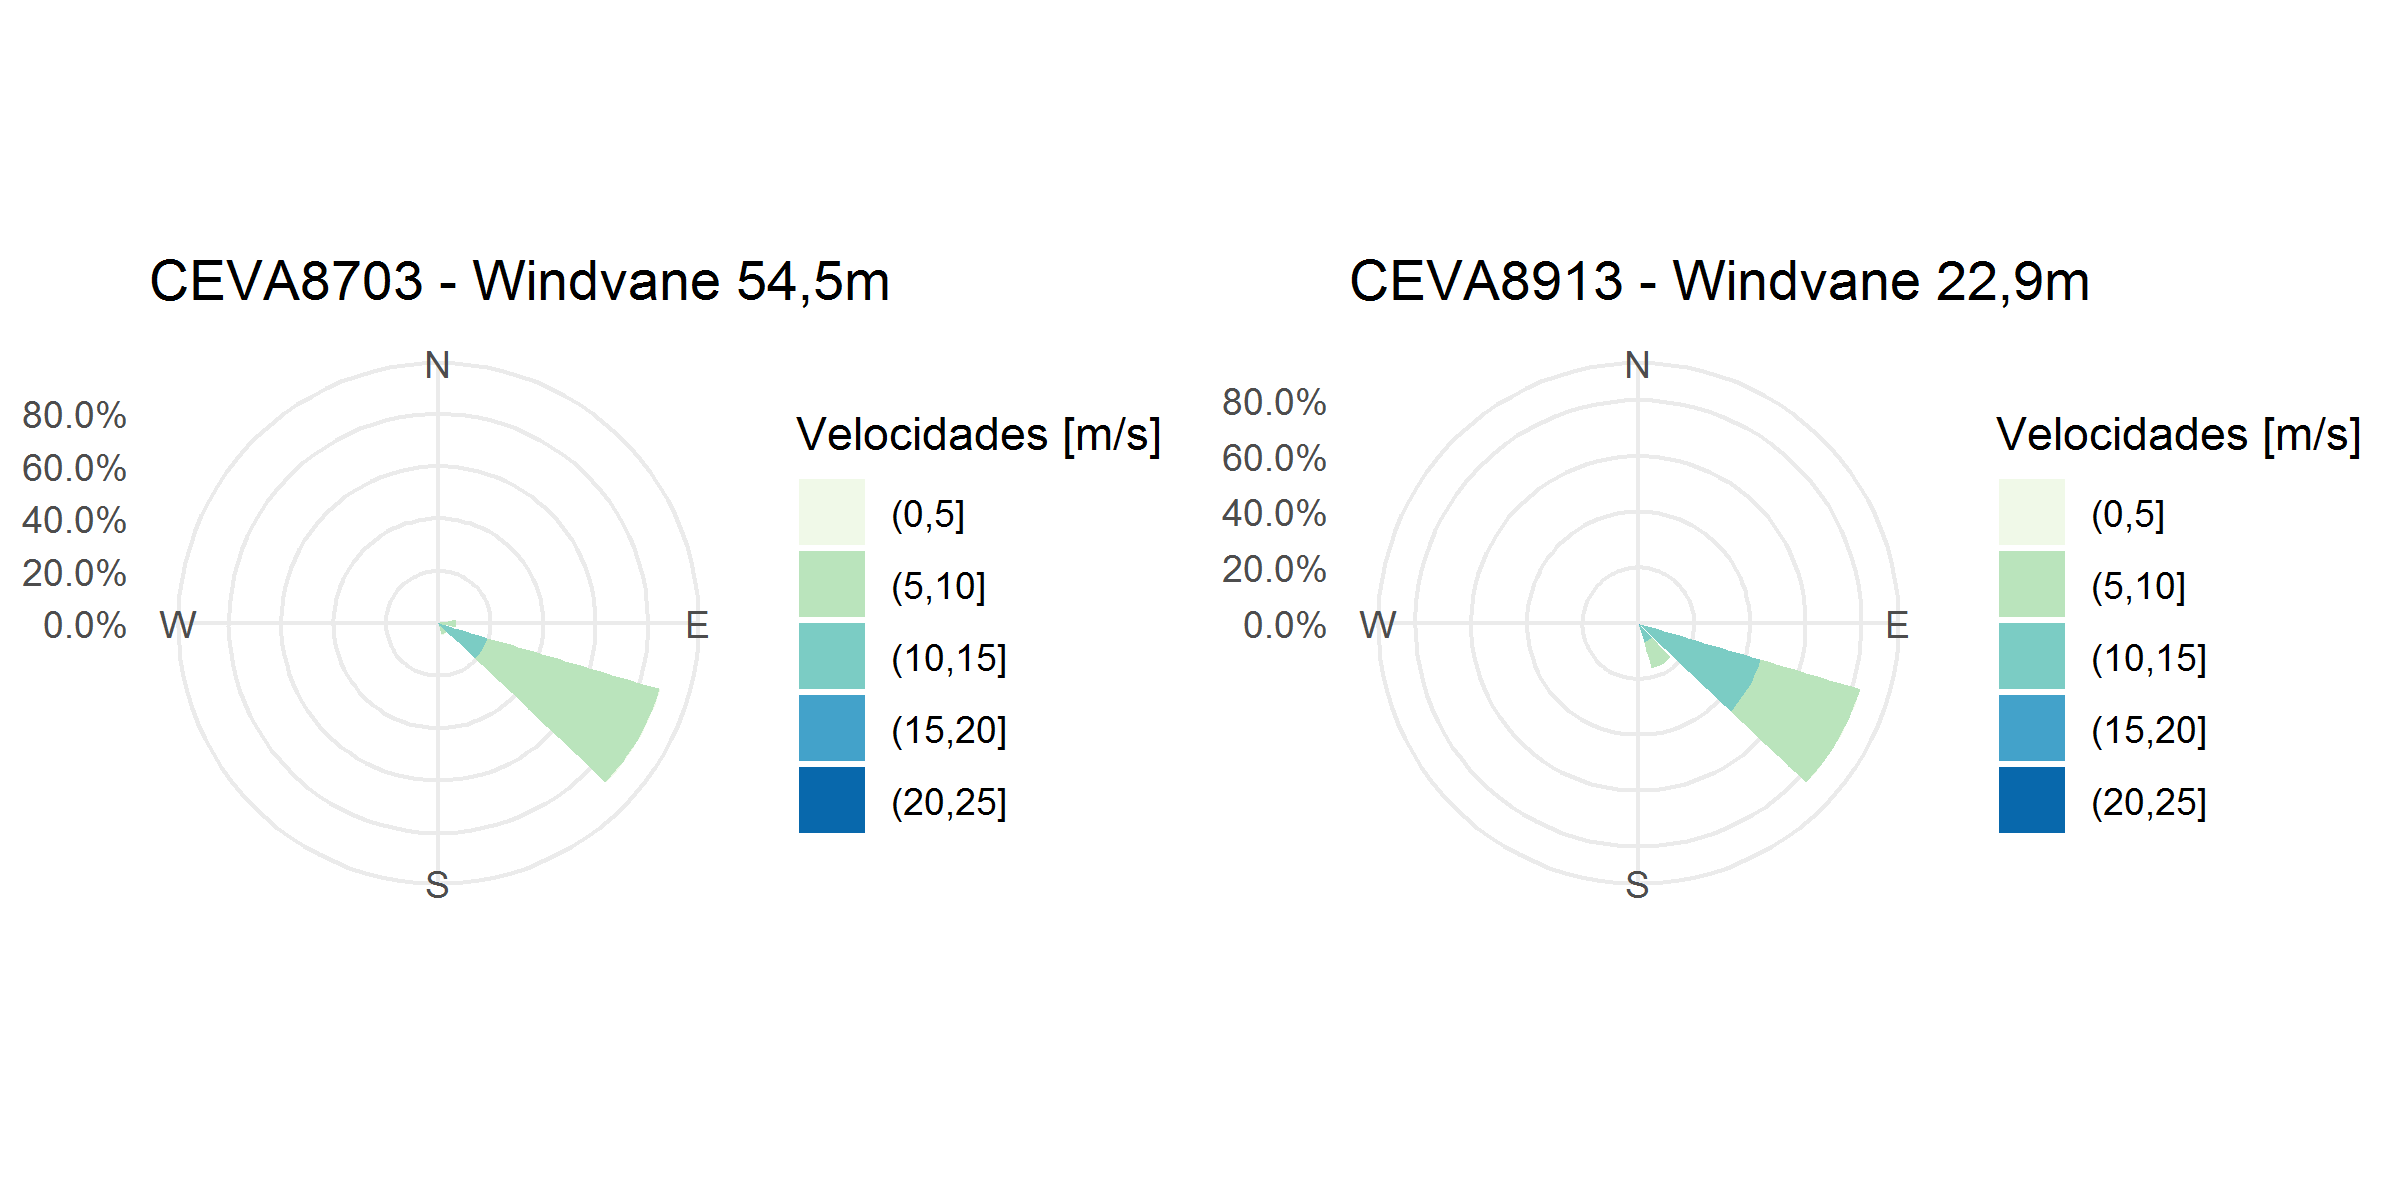 CEVA8703 - Windvane 54,5m
N
80.0%
60.0%
40.0%
20.0%
0.0%
W
E
S
Velocidades [m/s]
(0,5]
(5,10]
(10,15]
(15,20]
(20,25]
CEVA8913 - Windvane 22,9m
N
80.0%
60.0%
40.0%
20.0%
0.0%
W
E
S
Velocidades [m/s]
(0,5]
(5,10]
(10,15]
(15,20]
(20,25]